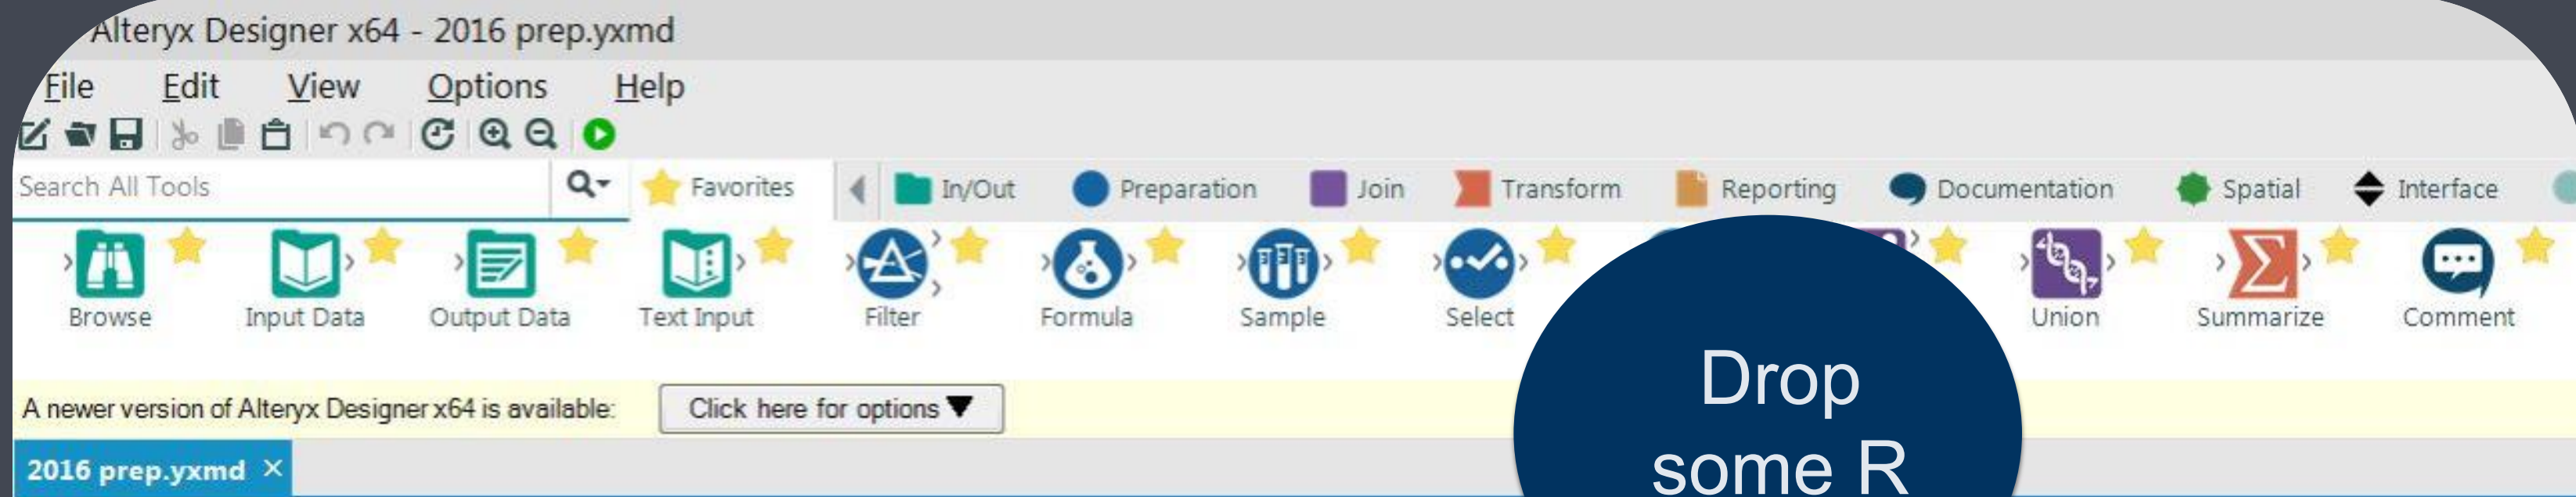 Alteryx Designer x64 - 2016 prep.yxmd
File Edit View Options Help
Search All Tools Favorites In/Out Preparation Join Transform Reporting Documentation Spatial Interface
Browse Input Data Output Data Text Input Filter Formula Sample Select Union Summarize Comment
A newer version of Alteryx Designer x64 is available: Click here for options
2016 prep.yxmd
Drop
some R